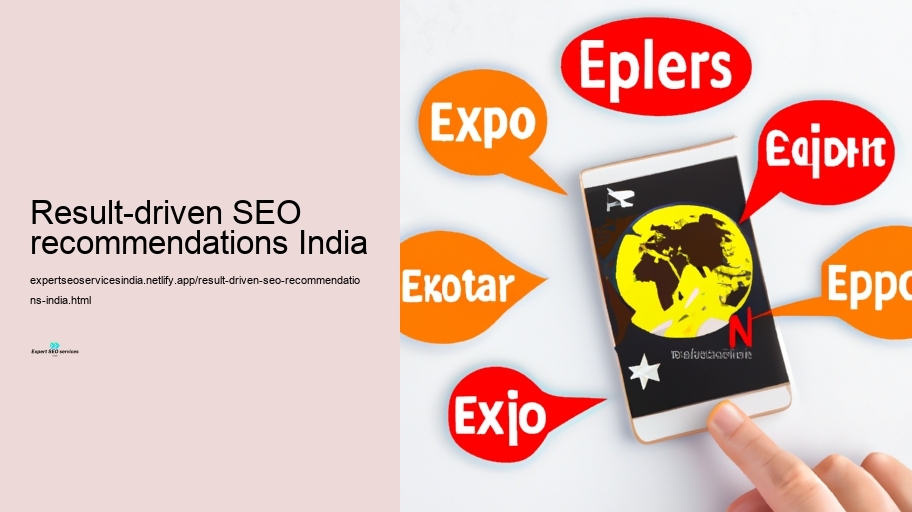 Result-driven SEO
recommendations India
expertseoservicesindia.netlify.app/result-driven-seo-recommendatio
ns-india.html
Expert SEO services
Eplers
Expo
Ekotar
Eppo
Exjo